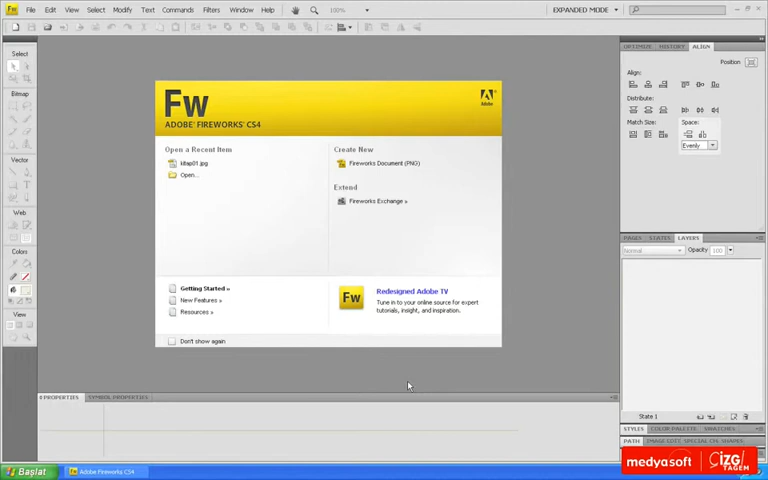 Fw
File
Edit
View
Select
Modify
Text
Commands
Filters
Window
Help
100%
EXPANDED MODE
Select
Bitmap
Vector
Web
Colors
View
Fw
ADOBE® FIREWORKS® CS4
Adobe
Open a Recent Item
kitap01.jpg
Open...
Create New
Fireworks Document (PNG)
Extend
Fireworks Exchange »
Getting Started »
New Features »
Resources »
Fw
Redesigned Adobe TV
Tune in to your online source for expert
tutorials, insight, and inspiration.
Don't show again
OPTIMIZE
HISTORY
ALIGN
Position
Align:
Distribute:
Match Size:
Space:
Evenly
PAGES
STATES
LAYERS
Normal
Opacity
100
State 1
STYLES
COLOR PALETTE
SWATCHES
PATH
PROPERTIES
SYMBOL PROPERTIES
Başlat
Fw
Adobe Fireworks CS4
medyasoft
ÇİZGİ
TAGEM